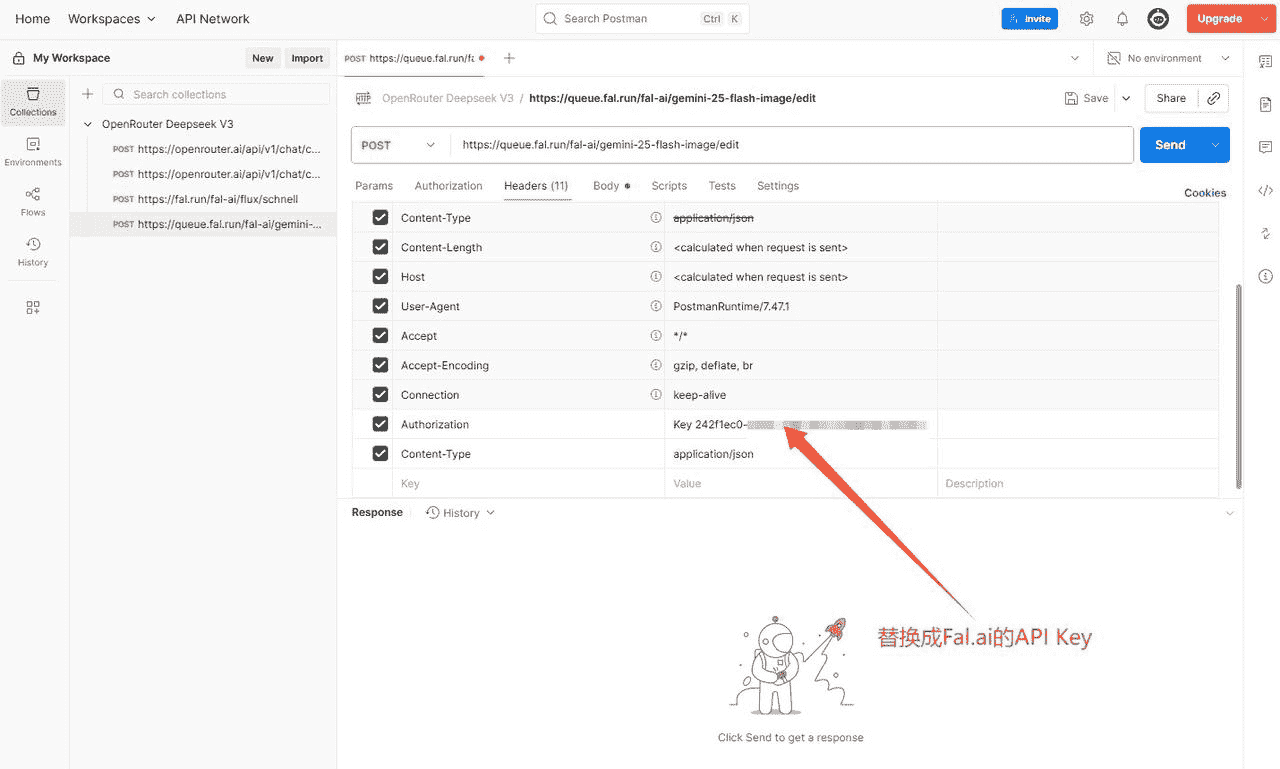 Home Workspaces API Network Search Postman Ctrl K Invite Upgrade
My Workspace New Import POST https://queue.fal.run/fa No environment
Collections
Environments
Flows
History
Search collections
OpenRouter Deepseek V3
POST https://openrouter.ai/api/v1/chat/c...
POST https://openrouter.ai/api/v1/chat/c...
POST https://fal.run/fal-ai/flux/schnell
POST https://queue.fal.run/fal-ai/gemini-...
HTTP OpenRouter Deepseek V3 / https://queue.fal.run/fal-ai/gemini-25-flash-image/edit Save Share
POST https://queue.fal.run/fal-ai/gemini-25-flash-image/edit Send
Params Authorization Headers (11) Body Scripts Tests Settings Cookies
Content-Type application/json
Content-Length <calculated when request is sent>
Host <calculated when request is sent>
User-Agent PostmanRuntime/7.47.1
Accept */*
Accept-Encoding gzip, deflate, br
Connection keep-alive
Authorization Key 242f1ec0-
Content-Type application/json
Key Value Description
Response History
替换成Fal.ai的API Key
Click Send to get a response